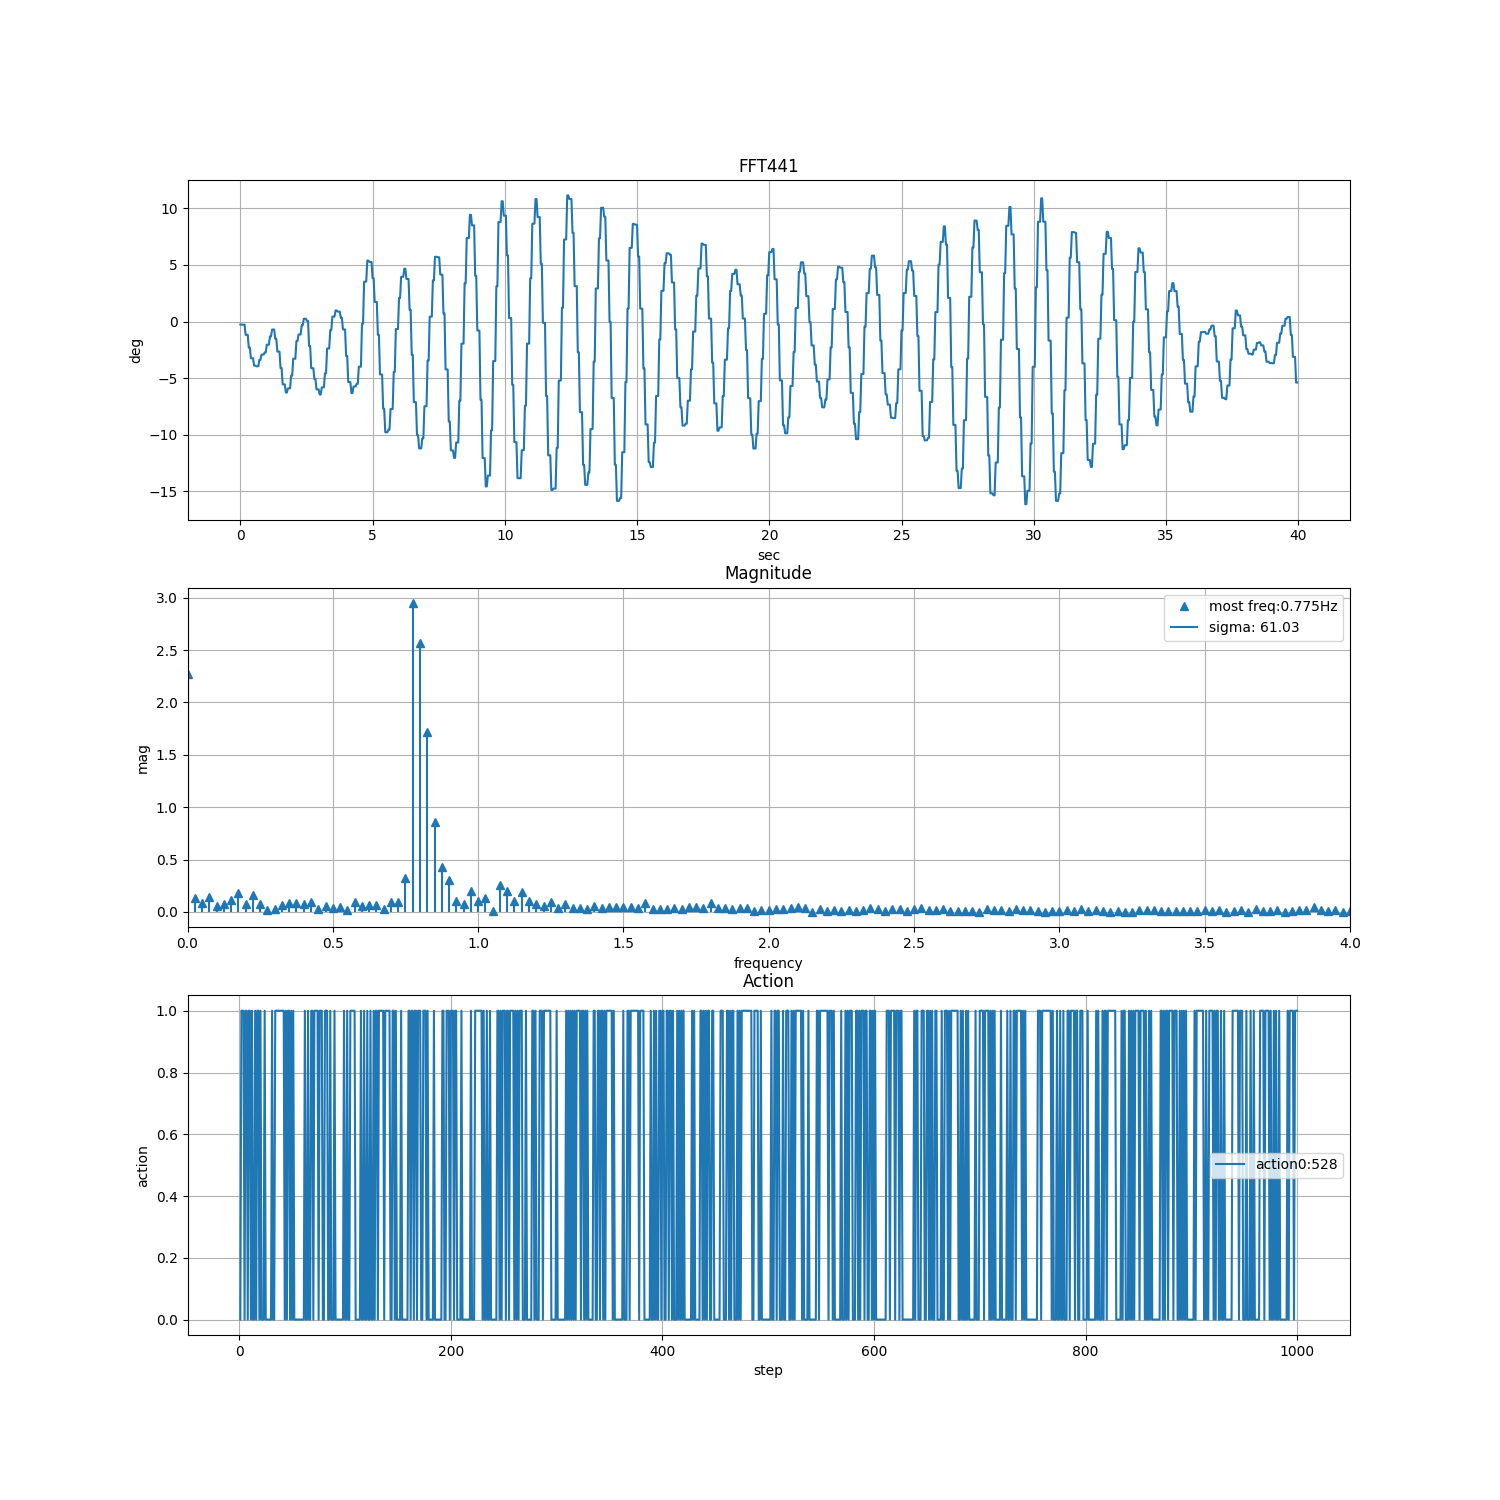 FFT441
10
5
0
−5
−10
−15
deg
0 5 10 15 20 25 30 35 40
sec
Magnitude
3.0
2.5
2.0
1.5
1.0
0.5
0.0
mag
most freq:0.775Hz
sigma: 61.03
0.0 0.5 1.0 1.5 2.0 2.5 3.0 3.5 4.0
frequency
Action
1.0
0.8
0.6
0.4
0.2
0.0
action
action0:528
0 200 400 600 800 1000
step